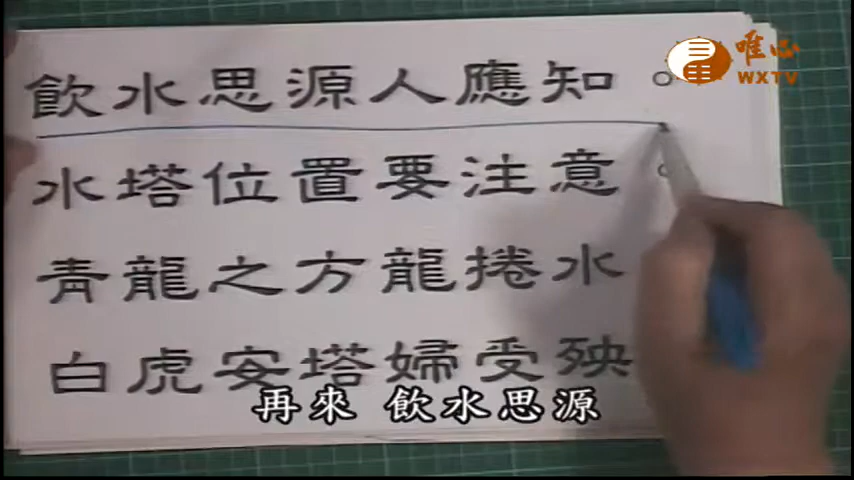 飲水思源人應知。
水塔位置要注意。
青龍之方龍捲水
白虎安塔婦受殃
再來 飲水思源
唯心
WXTV